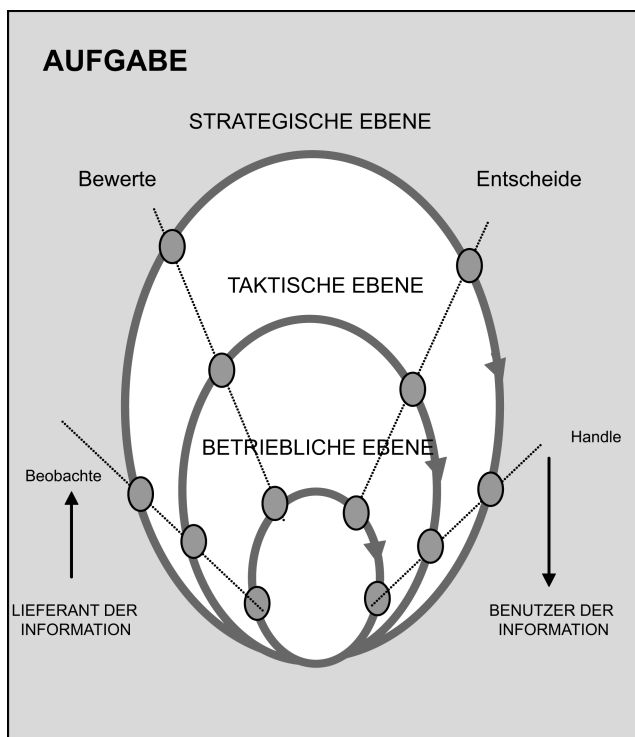 AUFGABE
STRATEGISCHE EBENE
Bewerte
Entscheide
TAKTISCHE EBENE
BETRIEBLICHE EBENE
Handle
Beobachte
LIEFERANT DER
INFORMATION
BENUTZER DER
INFORMATION